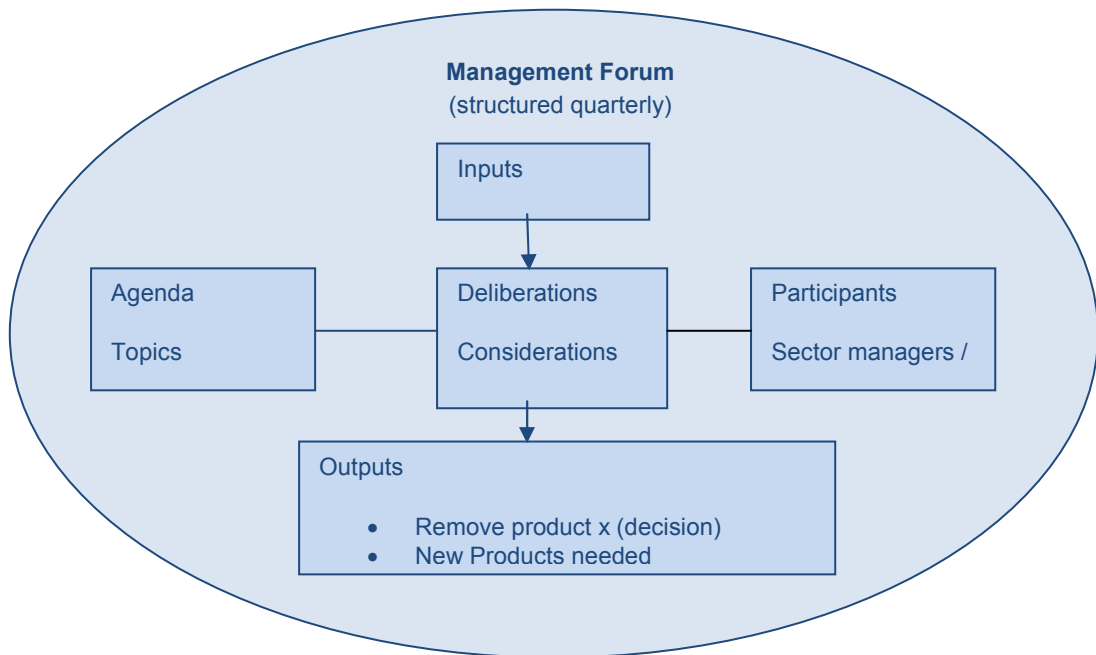 Management Forum
(structured quarterly)
Inputs
Agenda
Topics
Deliberations
Considerations
Participants
Sector managers /
Outputs
• Remove product x (decision)
• New Products needed